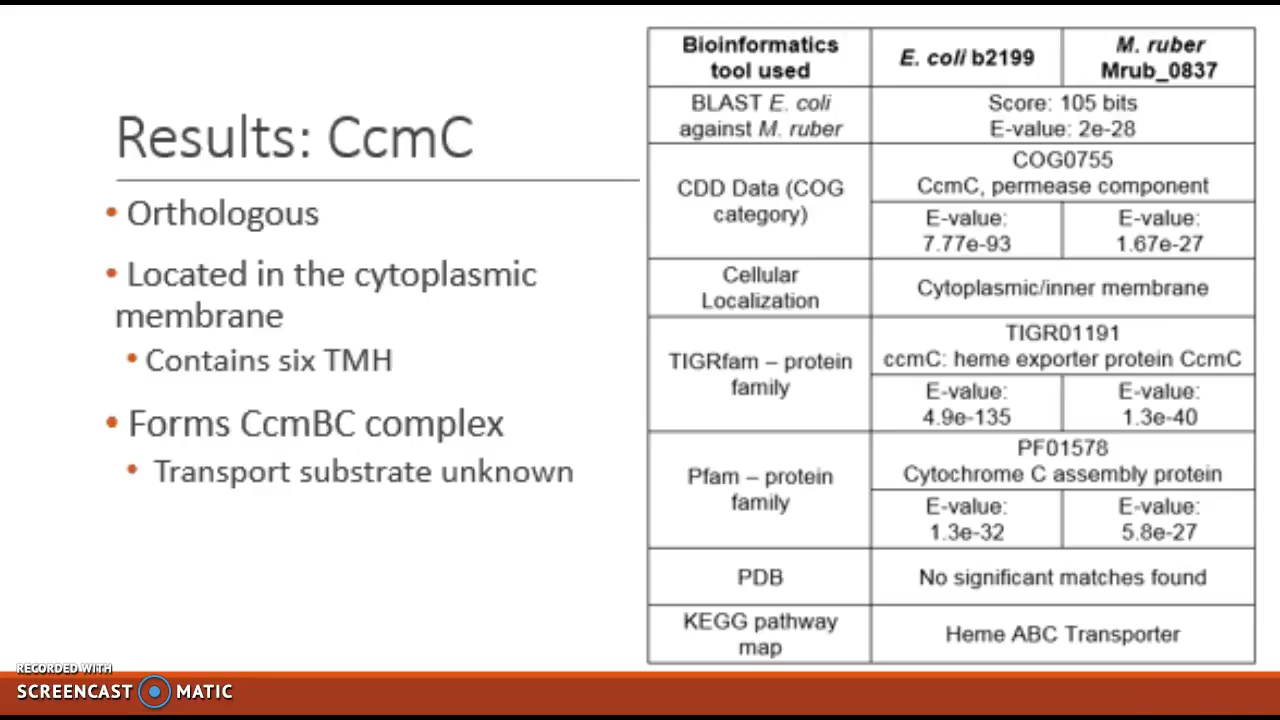 Results: CcmC
• Orthologous
• Located in the cytoplasmic
membrane
• Contains six TMH
• Forms CcmBC complex
• Transport substrate unknown
Bioinformatics
tool used
E. coli b2199
M. ruber
Mrub_0837
BLAST E. coli
against M. ruber
Score: 105 bits
E-value: 2e-28
CDD Data (COG
category)
COG0755
CcmC, permease component
E-value:
7.77e-93
E-value:
1.67e-27
Cellular
Localization
Cytoplasmic/inner membrane
TIGRfam – protein
family
TIGR01191
ccmC: heme exporter protein CcmC
E-value:
4.9e-135
E-value:
1.3e-40
Pfam – protein
family
PF01578
Cytochrome C assembly protein
E-value:
1.3e-32
E-value:
5.8e-27
PDB
No significant matches found
KEGG pathway
map
Heme ABC Transporter
RECORDED WITH
SCREENCAST MATIC